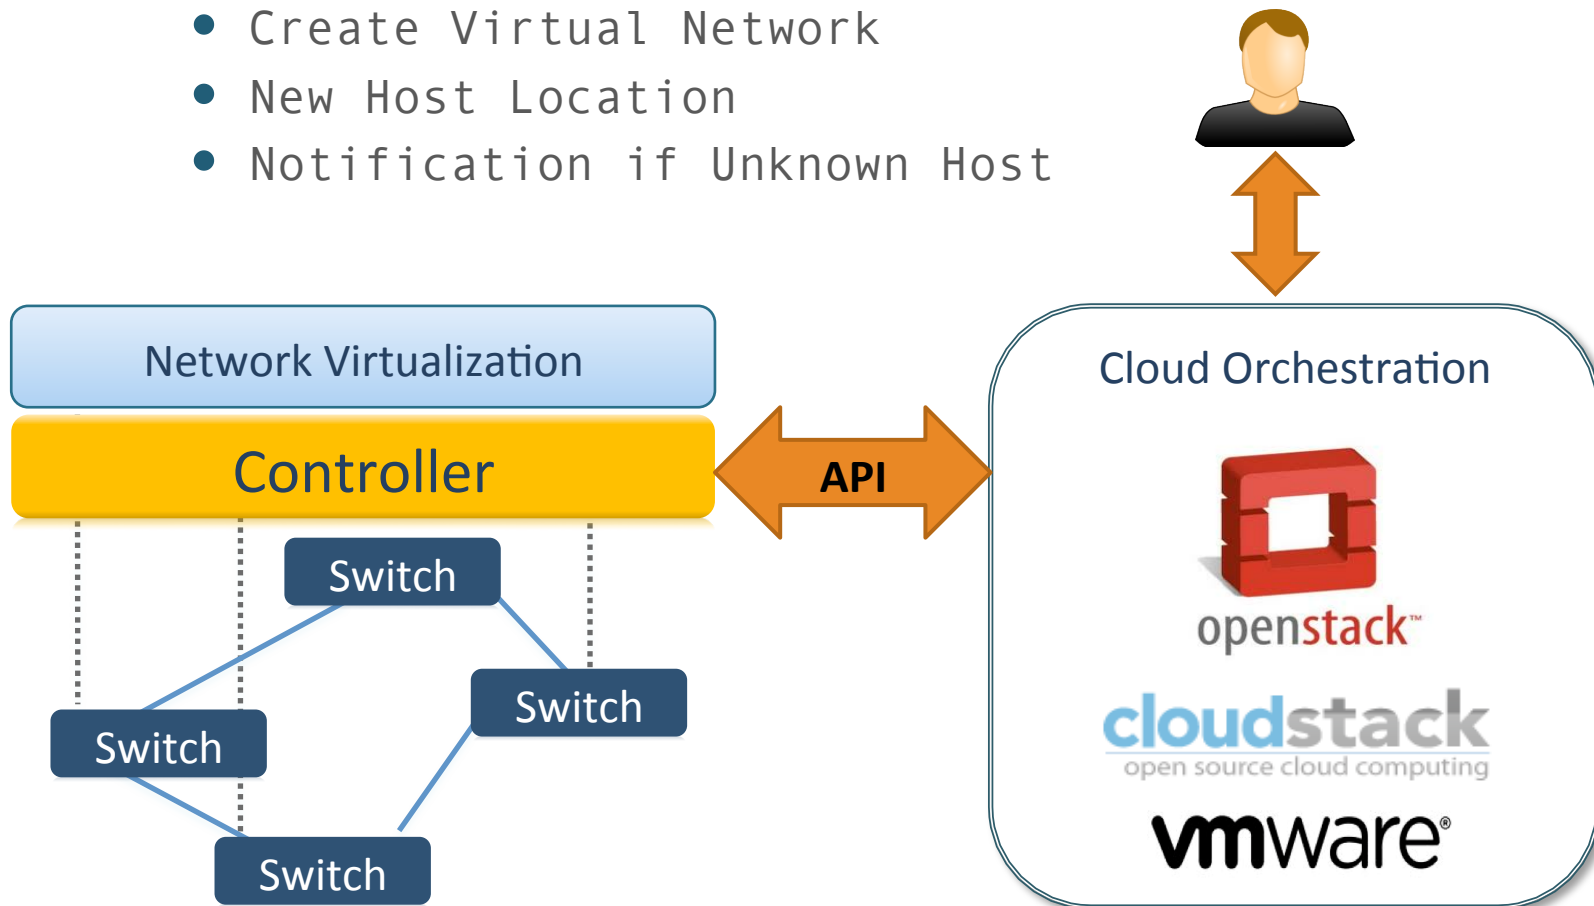 • Create Virtual Network
• New Host Location
• Notification if Unknown Host
Network Virtualization
Controller
API
Cloud Orchestration
openstack™
cloudstack
open source cloud computing
vmware®
Switch
Switch
Switch
Switch